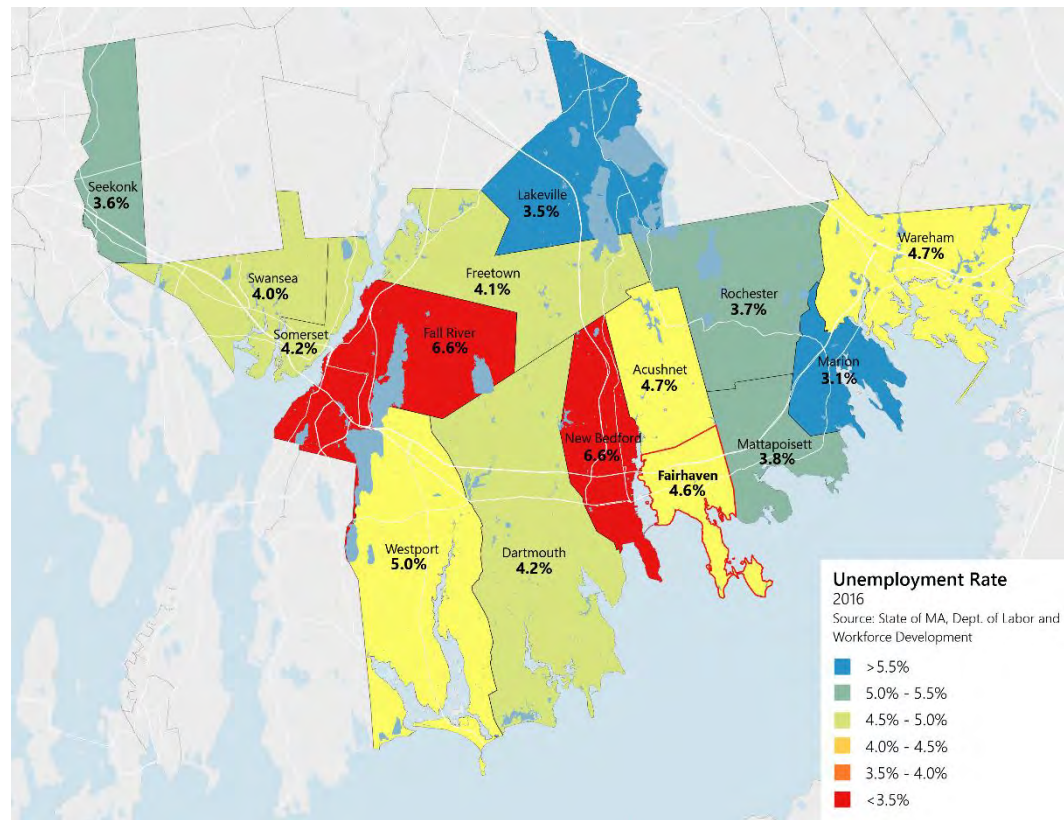 Seekonk
3.6%
Lakeville
3.5%
Wareham
4.7%
Swansea
4.0%
Freetown
4.1%
Rochester
3.7%
Somerset
4.2%
Fall River
6.6%
Marion
3.1%
Acushnet
4.7%
New Bedford
6.6%
Mattapoisett
3.8%
Fairhaven
4.6%
Westport
5.0%
Dartmouth
4.2%
Unemployment Rate
2016
Source: State of MA, Dept. of Labor and
Workforce Development
>5.5%
5.0% - 5.5%
4.5% - 5.0%
4.0% - 4.5%
3.5% - 4.0%
<3.5%